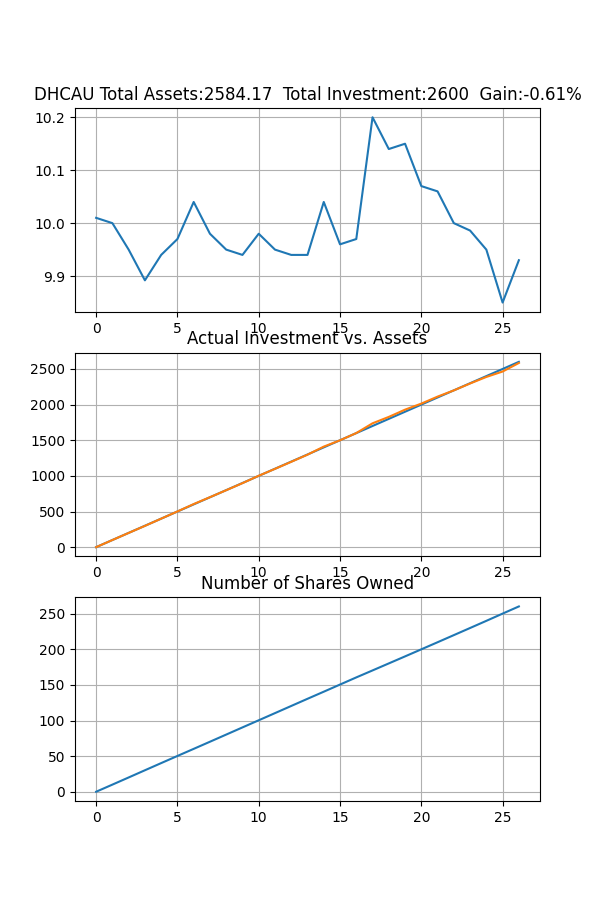 DHCAU Total Assets:2584.17  Total Investment:2600  Gain:-0.61%
10.2
10.1
10.0
9.9
0 5 10 15 20 25
Actual Investment vs. Assets
2500
2000
1500
1000
500
0
0 5 10 15 20 25
Number of Shares Owned
250
200
150
100
50
0
0 5 10 15 20 25